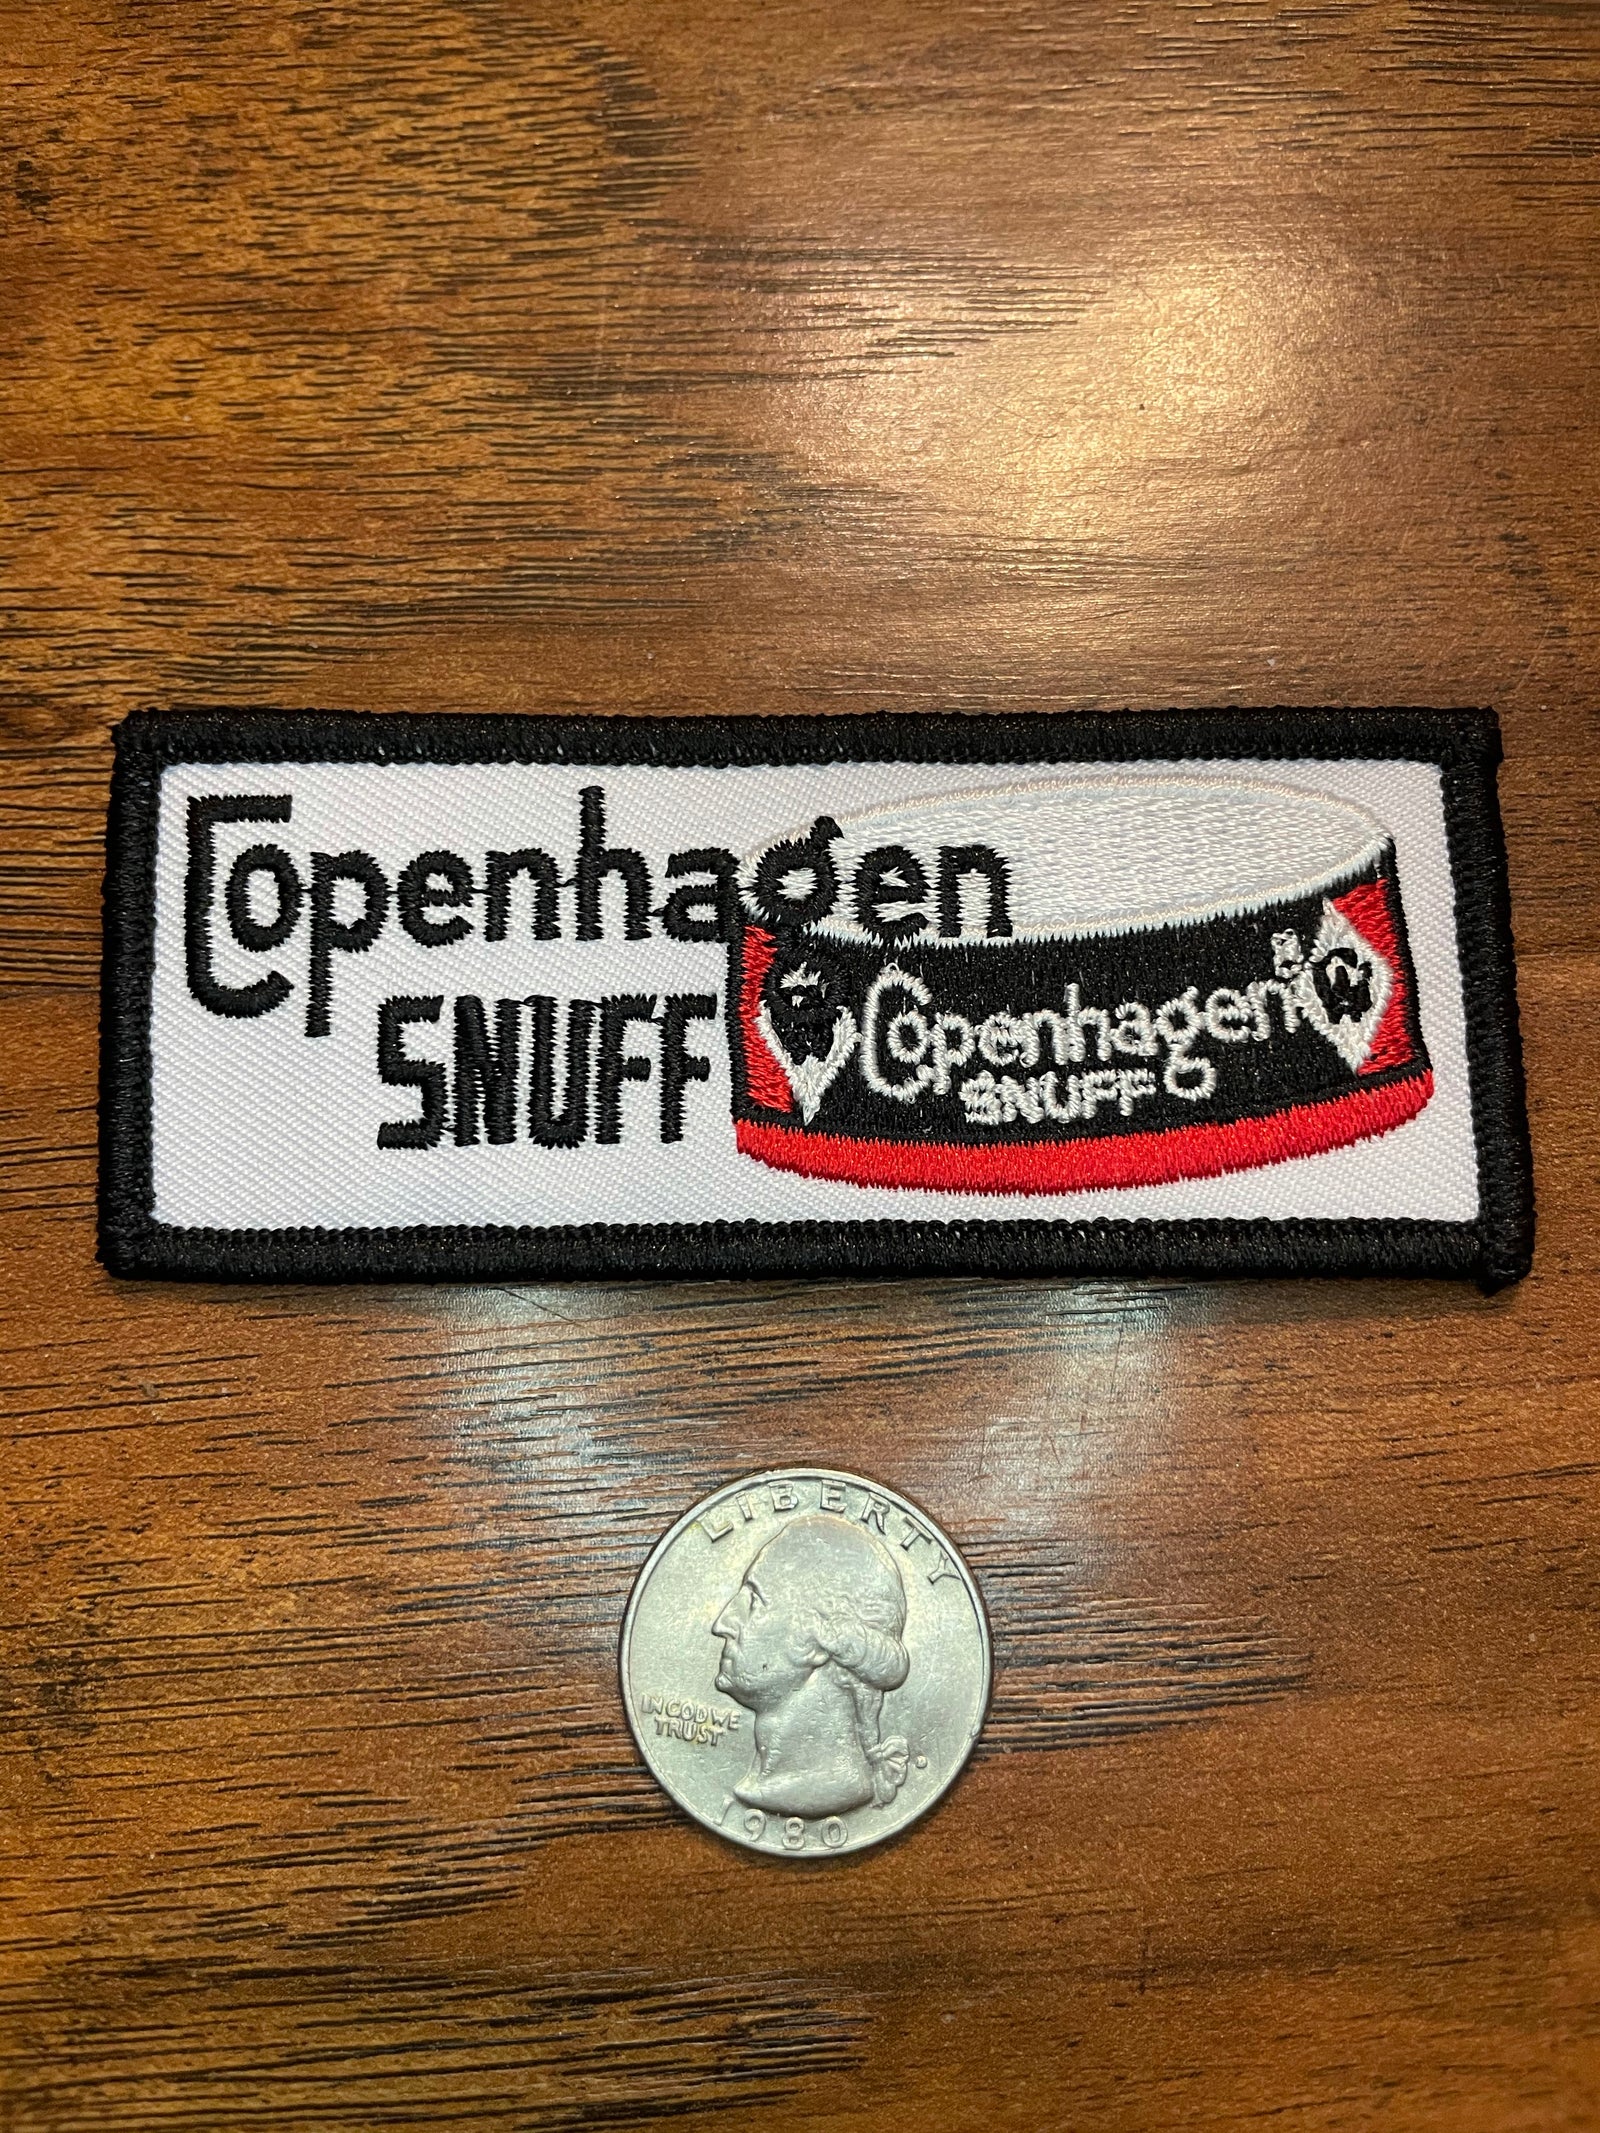 Copenhagen
SNUFF
Copenhagen
SNUFF
LIBERTY
IN GOD WE
TRUST
1980